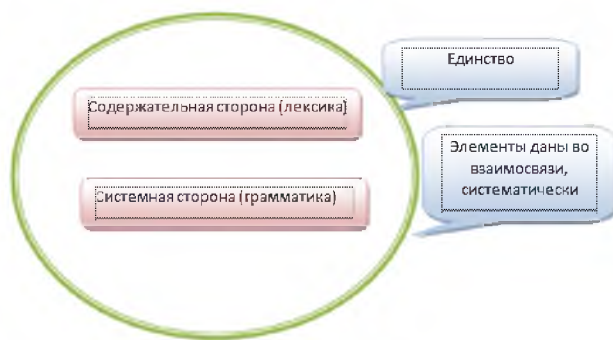 Единство
Содержательная сторона (лексика)
Элементы даны во
взаимосвязи,
систематически
Системная сторона (грамматика)